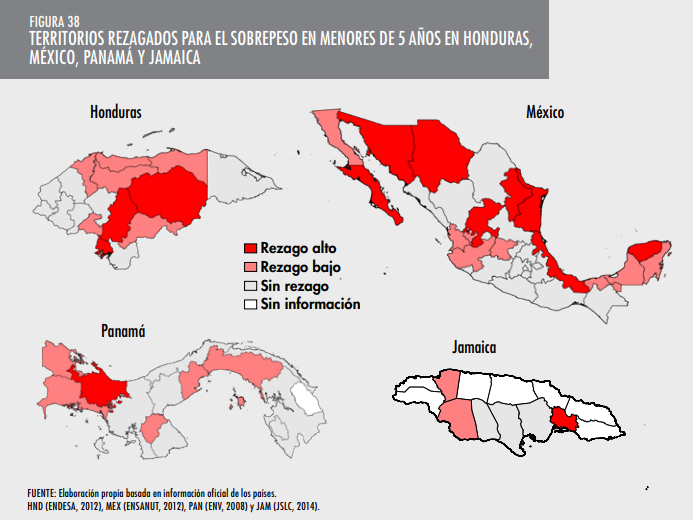 FIGURA 38
TERRITORIOS REZAGADOS PARA EL SOBREPESO EN MENORES DE 5 AÑOS EN HONDURAS,
MÉXICO, PANAMÁ Y JAMAICA
Honduras
México
Rezago alto
Rezago bajo
Sin rezago
Sin información
Panamá
Jamaica
FUENTE: Elaboración propia basada en información oficial de los países.
HND (ENDESA, 2012), MEX (ENSANUT, 2012), PAN (ENV, 2008) y JAM (JSLC, 2014).